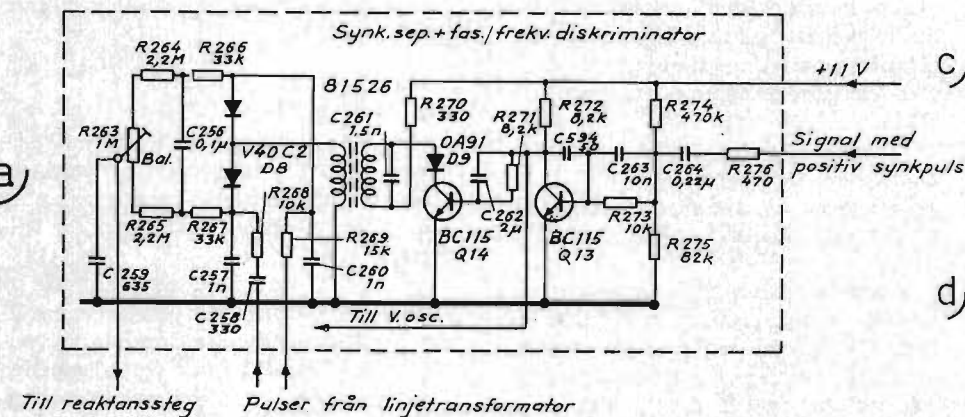 Synk.sep.+fas./frekv.diskriminator
c)
+11 V
R264
2,2M
R266
33k
81526
R263
1M
Bal.
C256
0,1µ
V40C2
D8
C261
1,5n
R270
330
OA91
D9
R271
8,2k
R272
8,2k
C594
50
R274
470k
Signal med
positiv synkpuls
a)
C263
10n
C264
0,22µ
R276
470
R265
2,2M
R267
33k
R268
10k
R269
15k
C262
2µ
BC115
Q14
BC115
Q13
R273
10k
R275
82k
C259
635
C257
1n
C258
330
C260
1n
d)
Till V.osc.
Till reaktanssteg
Pulser från linjetransformator